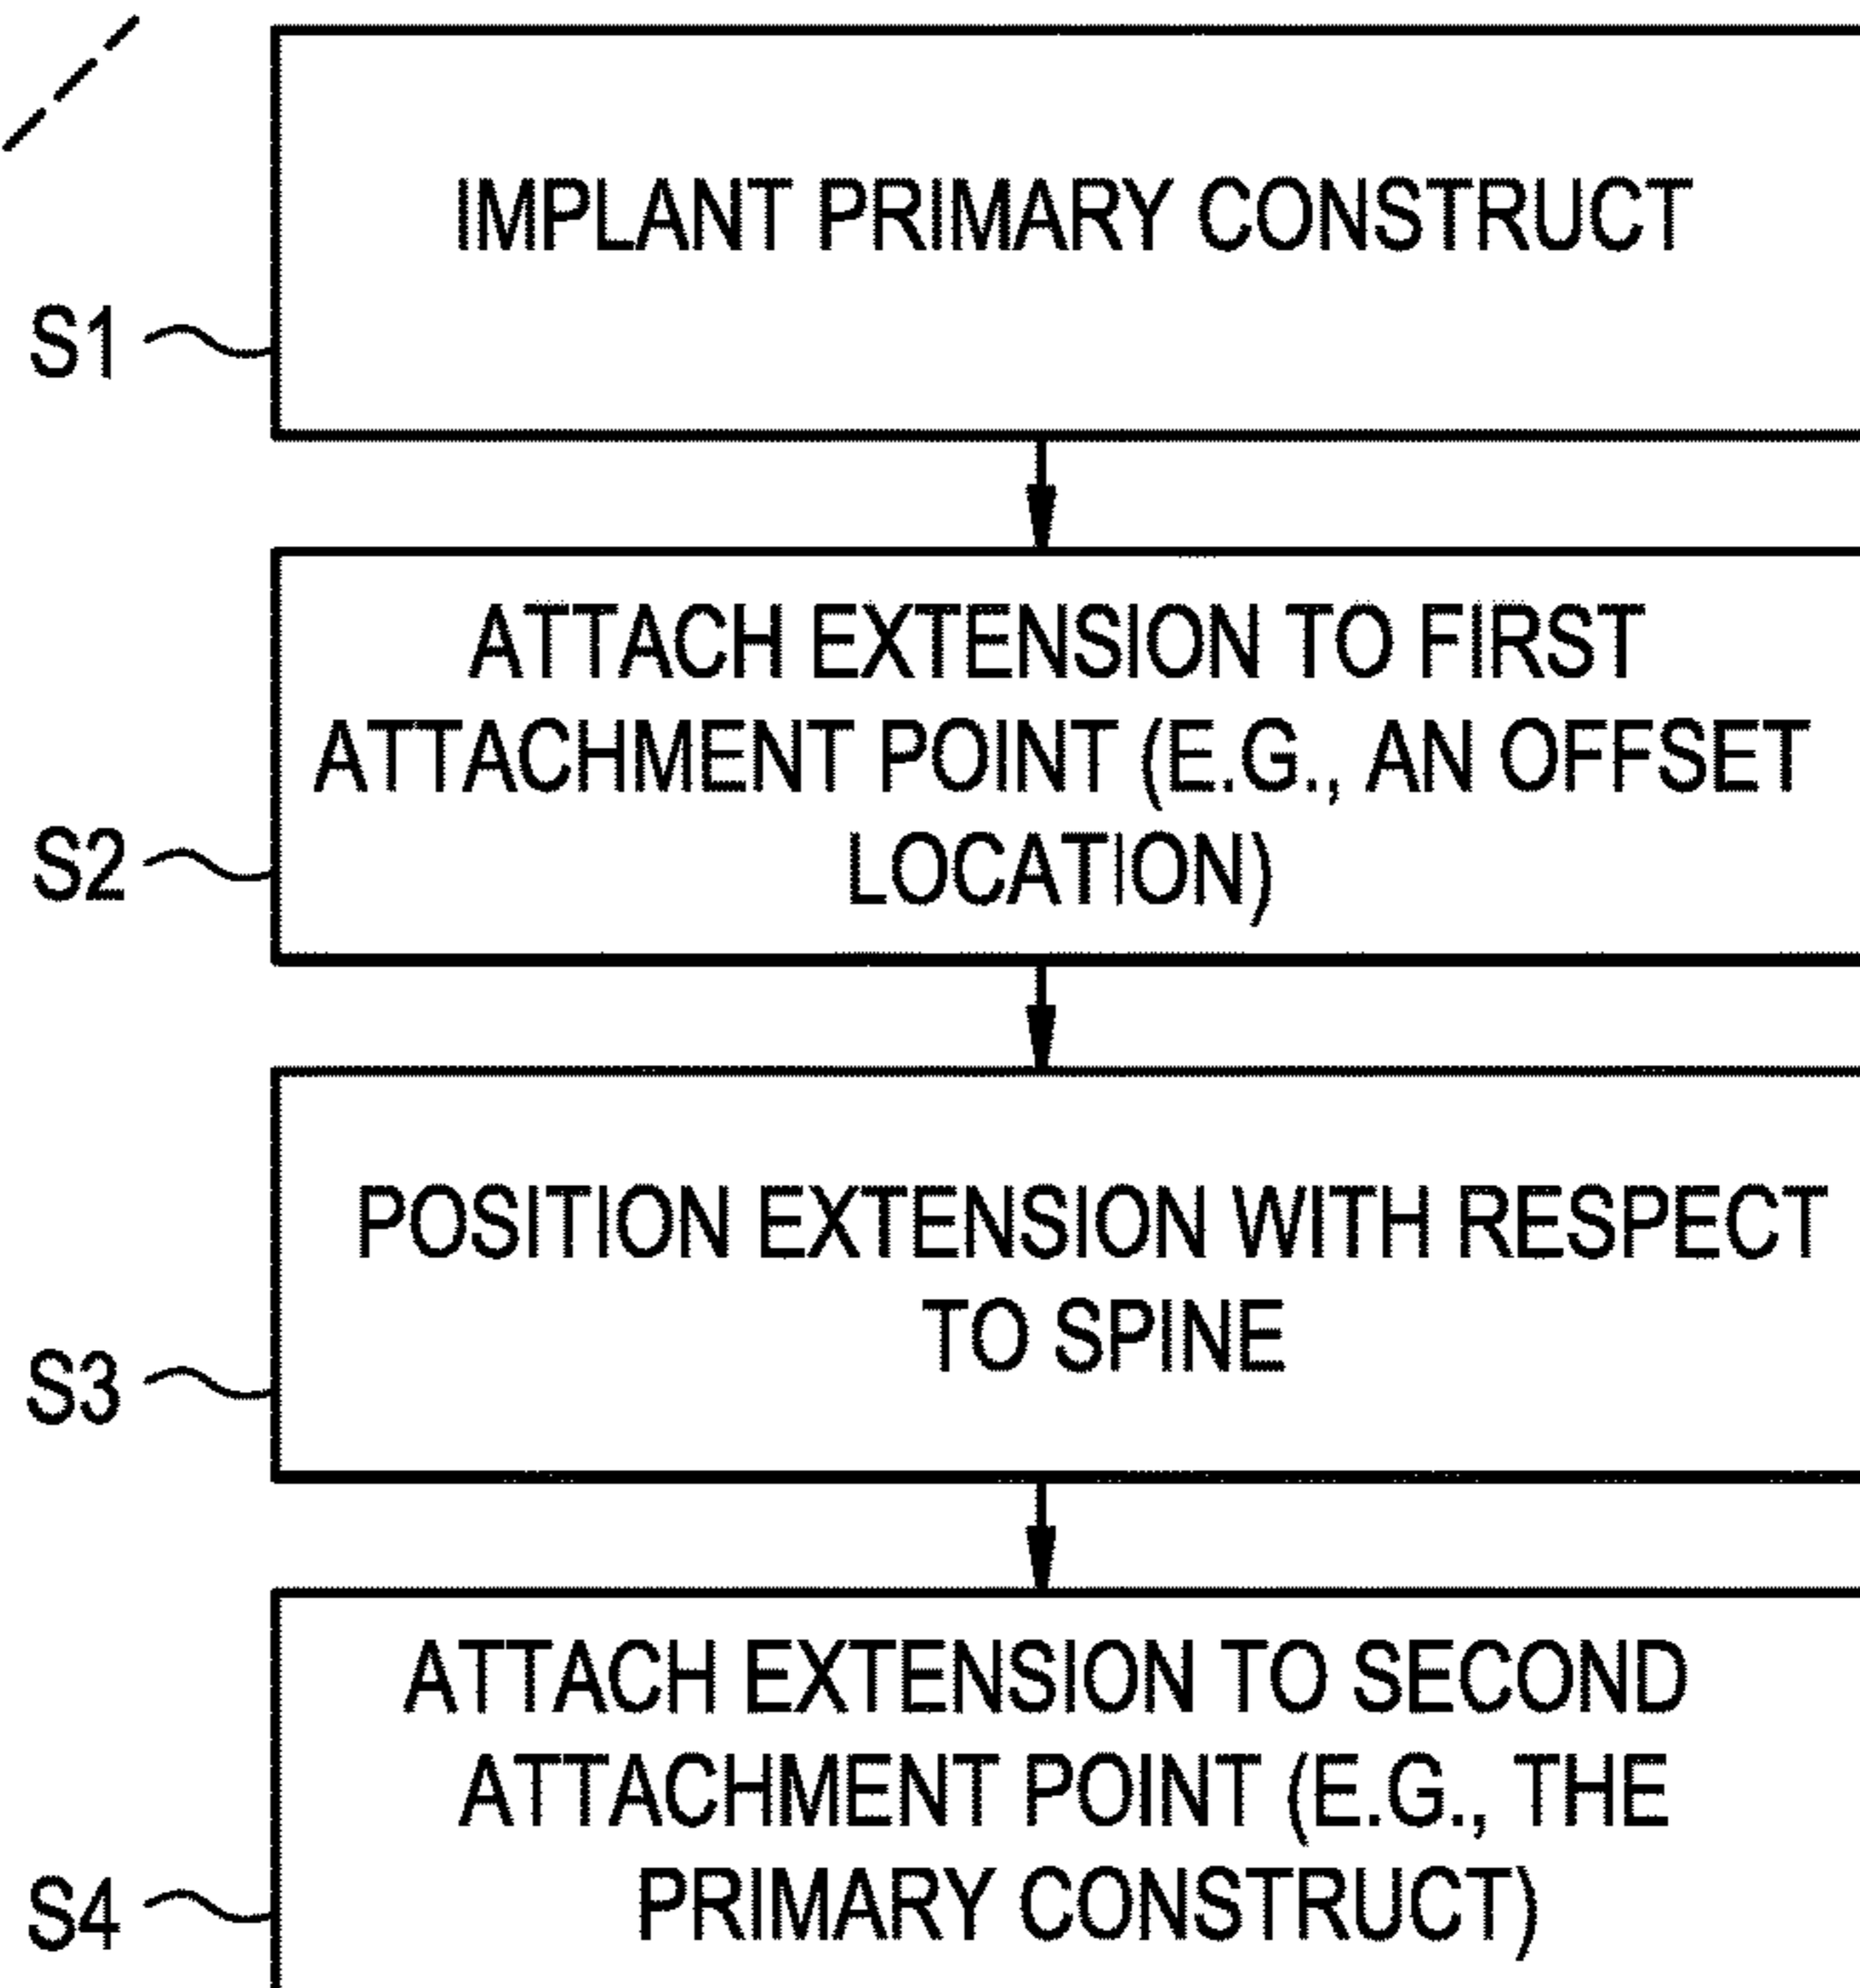 IMPLANT PRIMARY CONSTRUCT
S1
ATTACH EXTENSION TO FIRST
ATTACHMENT POINT (E.G., AN OFFSET
LOCATION)
S2
POSITION EXTENSION WITH RESPECT
TO SPINE
S3
ATTACH EXTENSION TO SECOND
ATTACHMENT POINT (E.G., THE
PRIMARY CONSTRUCT)
S4